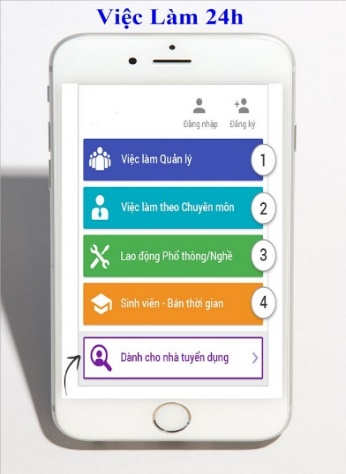 Việc Làm 24h
Đăng nhập Đăng ký
Việc làm Quản lý 1
Việc làm theo Chuyên môn 2
Lao động Phổ thông/Nghề 3
Sinh viên - Bán thời gian 4
Dành cho nhà tuyển dụng